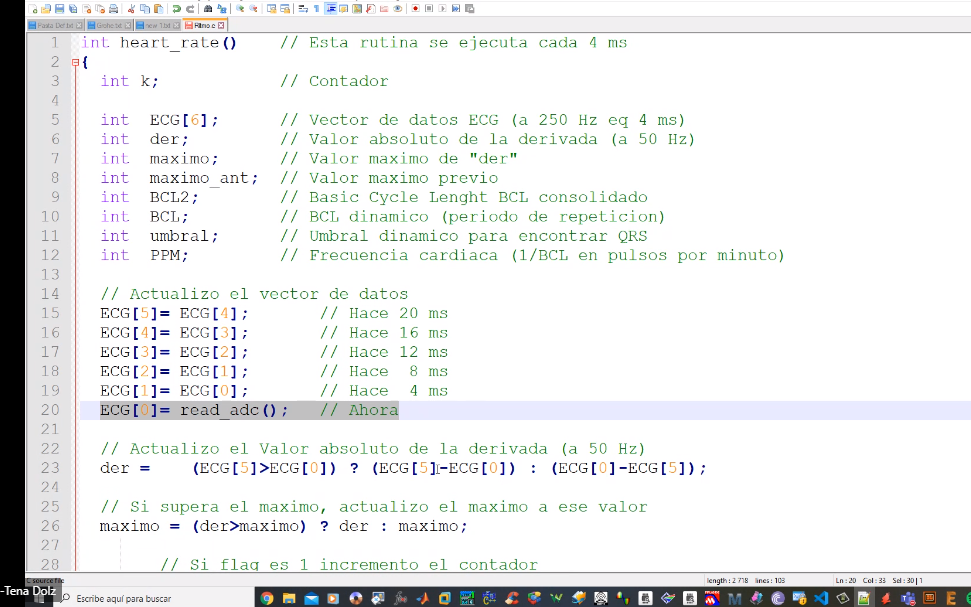 Pasta Def.txt
Grishe.txt
new 1.txt
Ritmo.c
1 int heart_rate() // Esta rutina se ejecuta cada 4 ms
2 {
3 int k; // Contador
4
5 int ECG[6]; // Vector de datos ECG (a 250 Hz eq 4 ms)
6 int der; // Valor absoluto de la derivada (a 50 Hz)
7 int maximo; // Valor maximo de "der"
8 int maximo_ant; // Valor maximo previo
9 int BCL2; // Basic Cycle Lenght BCL consolidado
10 int BCL; // BCL dinamico (periodo de repeticion)
11 int umbral; // Umbral dinamico para encontrar QRS
12 int PPM; // Frecuencia cardiaca (1/BCL en pulsos por minuto)
13
14 // Actualizo el vector de datos
15 ECG[5]= ECG[4]; // Hace 20 ms
16 ECG[4]= ECG[3]; // Hace 16 ms
17 ECG[3]= ECG[2]; // Hace 12 ms
18 ECG[2]= ECG[1]; // Hace 8 ms
19 ECG[1]= ECG[0]; // Hace 4 ms
20 ECG[0]= read_adc(); // Ahora
21
22 // Actualizo el Valor absoluto de la derivada (a 50 Hz)
23 der = (ECG[5]>ECG[0]) ? (ECG[5]-ECG[0]) : (ECG[0]-ECG[5]);
24
25 // Si supera el maximo, actualizo el maximo a ese valor
26 maximo = (der>maximo) ? der : maximo;
27
28 // Si flag es 1 incremento el contador
C source file length : 2 718 lines : 103 Ln : 20 Col : 33 Sel : 30 | 1
-Tena Dolz
Escribe aquí para buscar